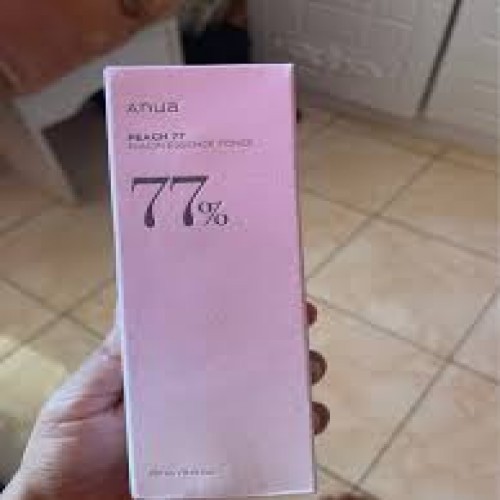 Anua
PEACH 77
NIACIN ESSENCE TONER
77%